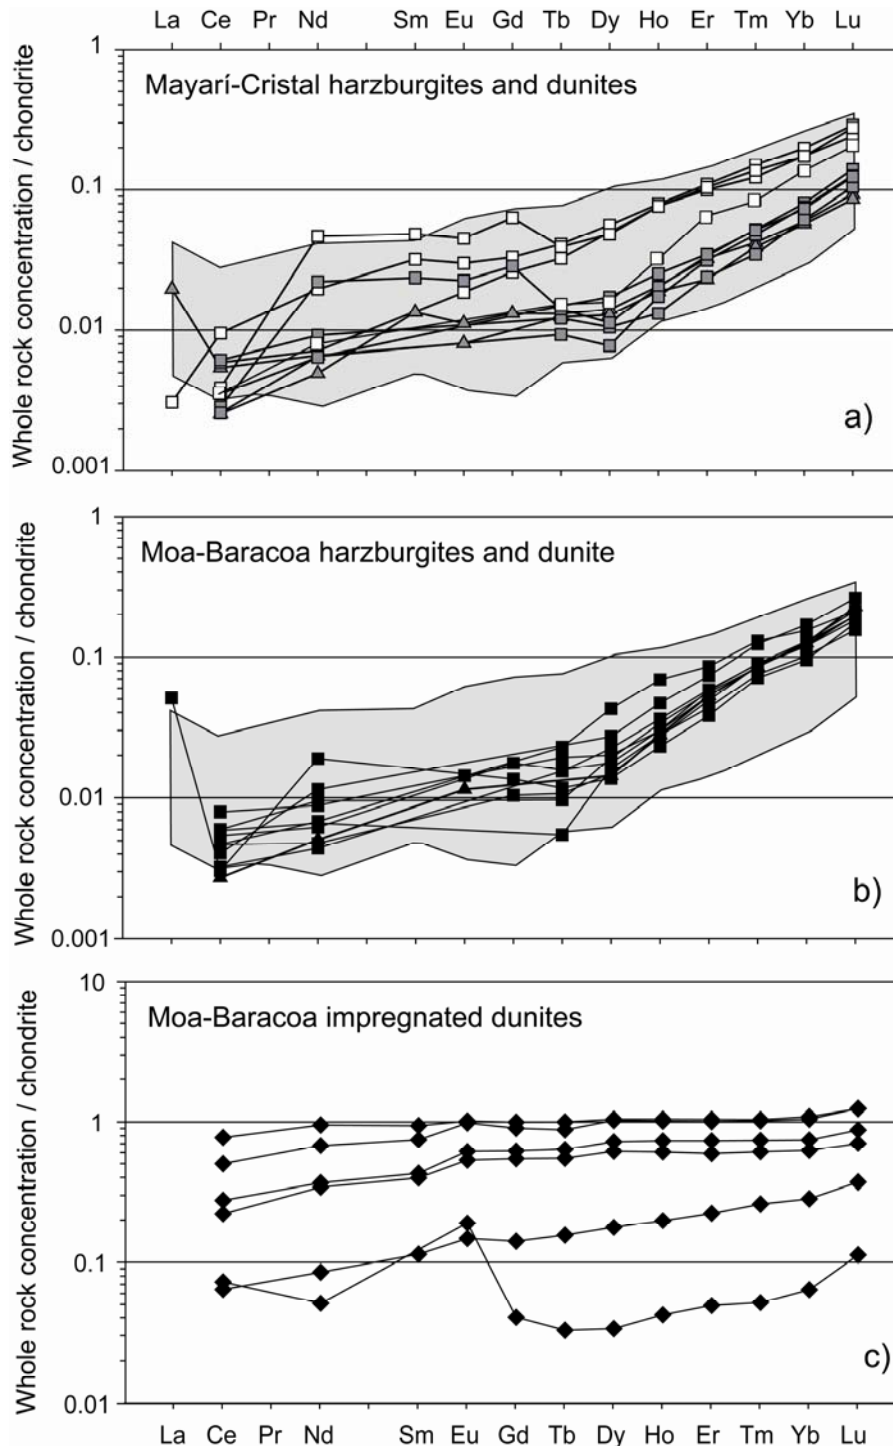 La Ce Pr Nd Sm Eu Gd Tb Dy Ho Er Tm Yb Lu
1
Mayarí-Cristal harzburgites and dunites
0.1
0.01
0.001
Whole rock concentration / chondrite
a)
1
Moa-Baracoa harzburgites and dunite
0.1
0.01
0.001
Whole rock concentration / chondrite
b)
10
Moa-Baracoa impregnated dunites
1
0.1
0.01
Whole rock concentration / chondrite
c)
La Ce Pr Nd Sm Eu Gd Tb Dy Ho Er Tm Yb Lu